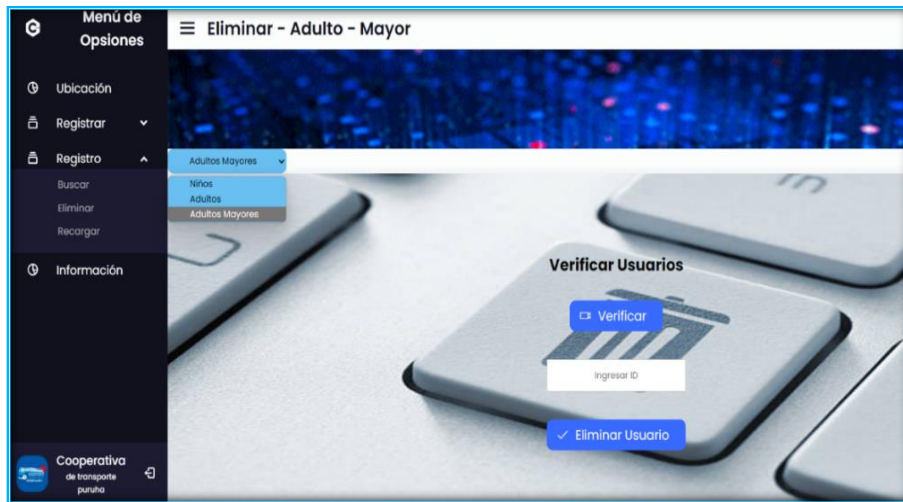 Menú de
Opsiones
Ubicación
Registrar
Registro
Buscar
Eliminar
Recargar
Información
Cooperativa
de transporte
puruha
Eliminar - Adulto - Mayor
Adultos Mayores
Niños
Adultos
Adultos Mayores
Verificar Usuarios
Verificar
Ingresar ID
Eliminar Usuario